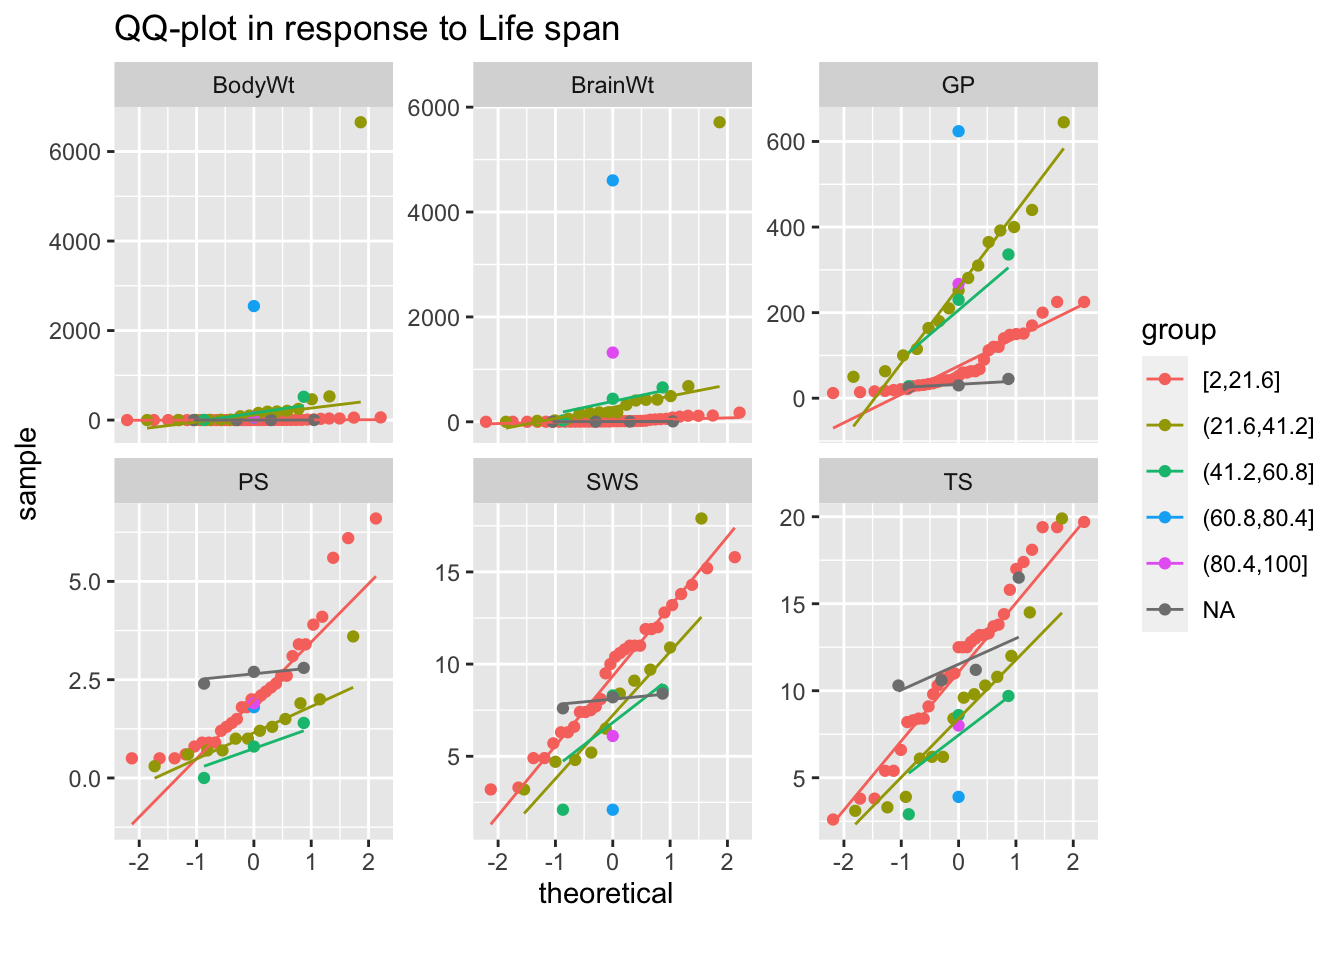 QQ-plot in response to Life span
BodyWt
BrainWt
GP
6000
4000
2000
0
6000
4000
2000
0
600
400
200
0
PS
SWS
TS
5.0
2.5
0.0
15
10
5
20
15
10
5
-2 -1 0 1 2
-2 -1 0 1 2
-2 -1 0 1 2
theoretical
sample
group
[2,21.6]
(21.6,41.2]
(41.2,60.8]
(60.8,80.4]
(80.4,100]
NA